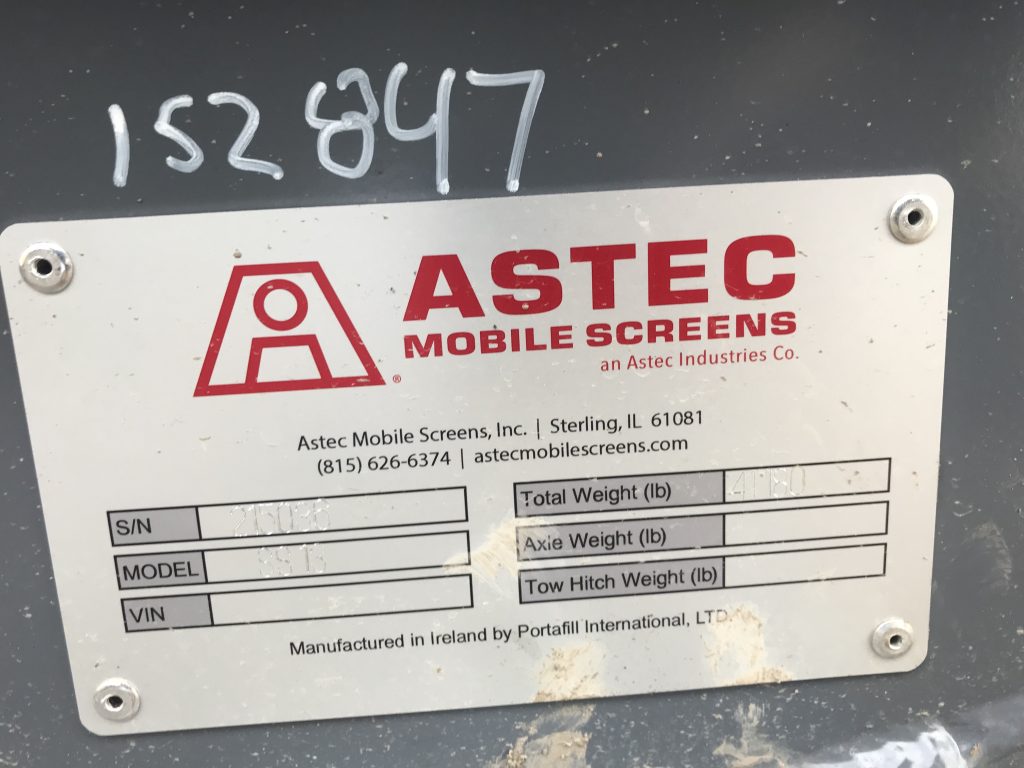 152847
ASTEC
MOBILE SCREENS
an Astec Industries Co.
®
Astec Mobile Screens, Inc. | Sterling, IL 61081
(815) 626-6374 | astecmobilescreens.com
S/N 215036
MODEL
VIN
Total Weight (lb)
Axle Weight (lb)
Tow Hitch Weight (lb)
Manufactured in Ireland by Portafill International, LTD.